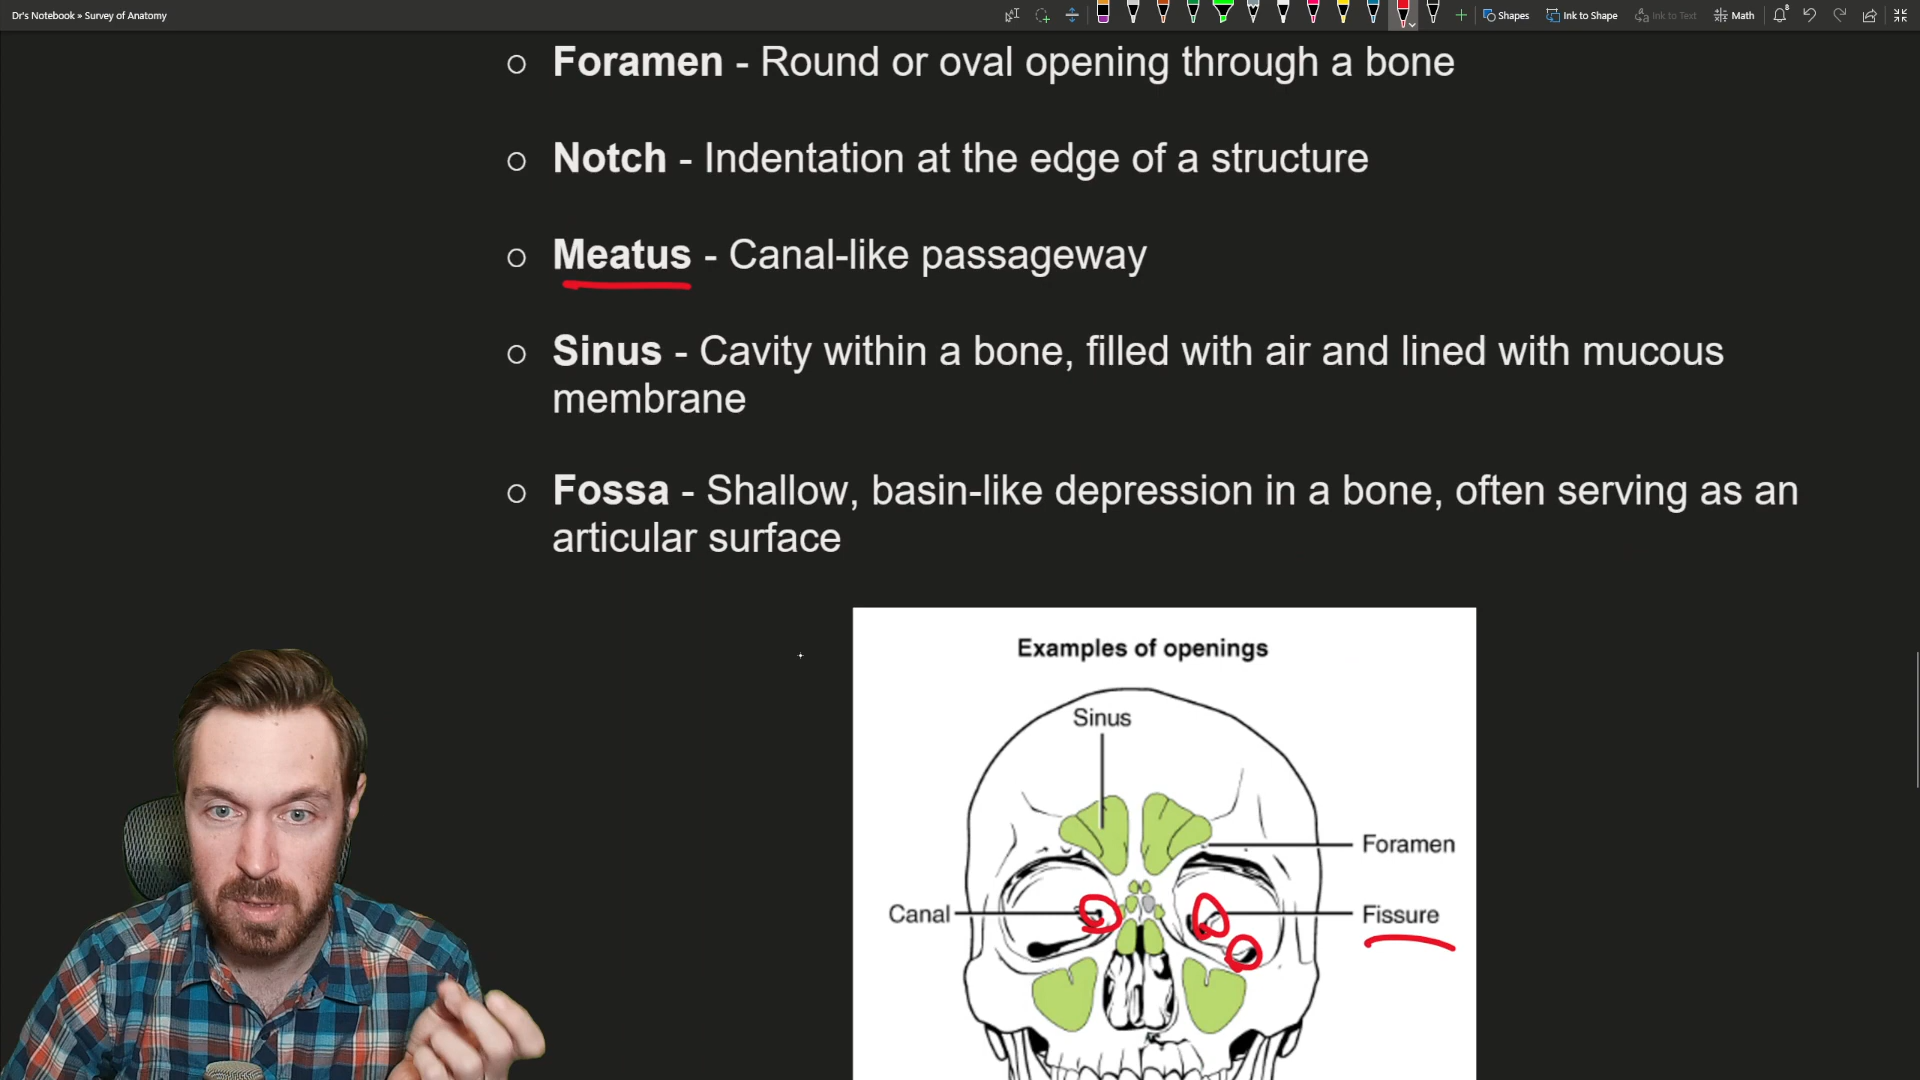 Dr's Notebook » Survey of Anatomy
Shapes
Ink to Shape
Ink to Text
Math
○ Foramen - Round or oval opening through a bone
○ Notch - Indentation at the edge of a structure
○ Meatus - Canal-like passageway
○ Sinus - Cavity within a bone, filled with air and lined with mucous
membrane
○ Fossa - Shallow, basin-like depression in a bone, often serving as an
articular surface
Examples of openings
Sinus
Foramen
Canal
Fissure